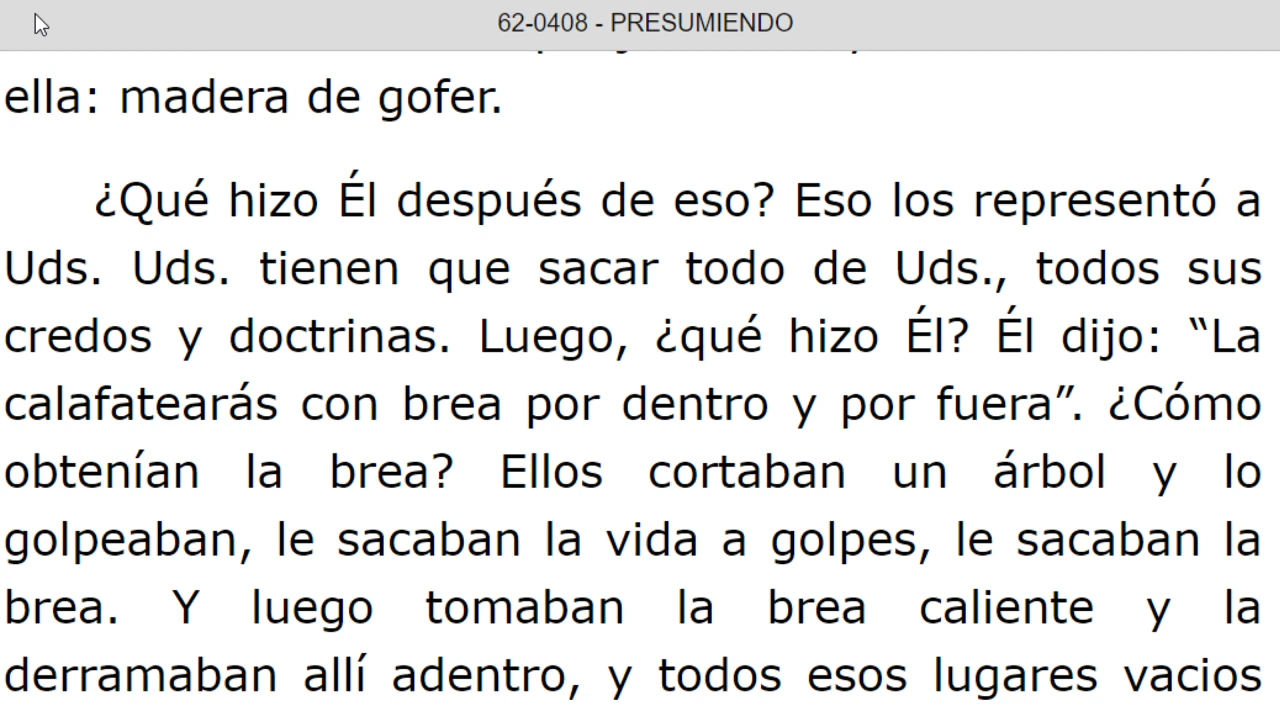 62-0408 - PRESUMIENDO
ella: madera de gofer.
¿Qué hizo Él después de eso? Eso los representó a
Uds. Uds. tienen que sacar todo de Uds., todos sus
credos y doctrinas. Luego, ¿qué hizo Él? Él dijo: “La
calafatearás con brea por dentro y por fuera”. ¿Cómo
obtenían la brea? Ellos cortaban un árbol y lo
golpeaban, le sacaban la vida a golpes, le sacaban la
brea. Y luego tomaban la brea caliente y la
derramaban allí adentro, y todos esos lugares vacios